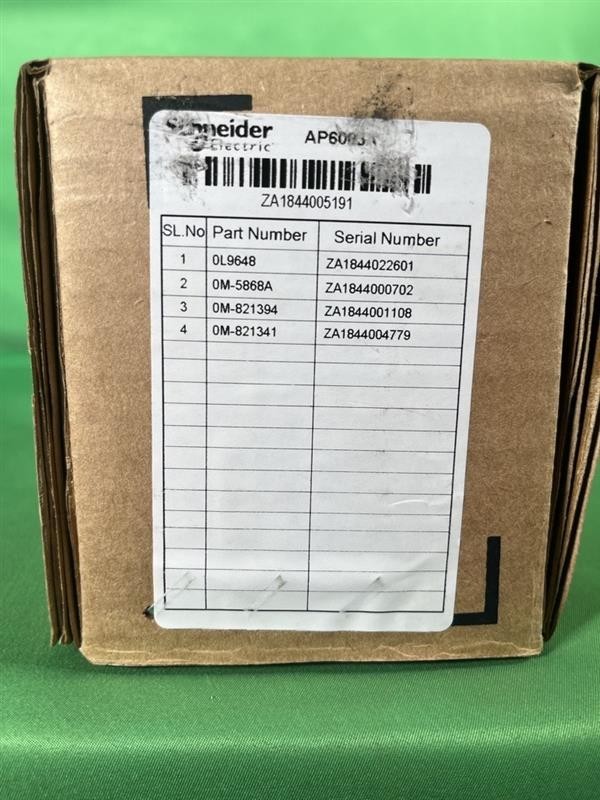 Schneider
Electric
ZA1844005191
SL.No Part Number Serial Number
1 0L9648 ZA1844022601
2 0M-5868A ZA1844000702
3 0M-821394 ZA1844001108
4 0M-821341 ZA1844004779